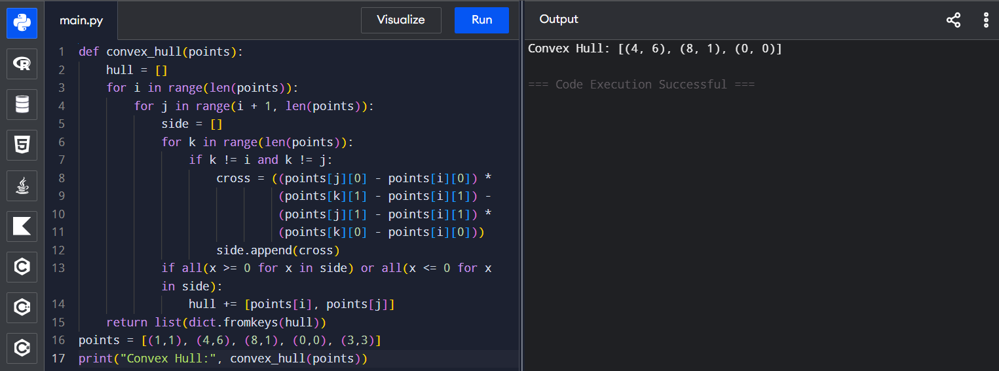 main.py
Visualize
Run
Output
1 def convex_hull(points):
2     hull = []
3     for i in range(len(points)):
4         for j in range(i + 1, len(points)):
5             side = []
6             for k in range(len(points)):
7                 if k != i and k != j:
8                     cross = ((points[j][0] - points[i][0]) *
9                              (points[k][1] - points[i][1]) -
10                              (points[j][1] - points[i][1]) *
11                              (points[k][0] - points[i][0]))
12                     side.append(cross)
13             if all(x >= 0 for x in side) or all(x <= 0 for x
            in side):
14                 hull += [points[i], points[j]]
15     return list(dict.fromkeys(hull))
16 points = [(1,1), (4,6), (8,1), (0,0), (3,3)]
17 print("Convex Hull:", convex_hull(points))
Convex Hull: [(4, 6), (8, 1), (0, 0)]
=== Code Execution Successful ===
R
5
C
C++
C#